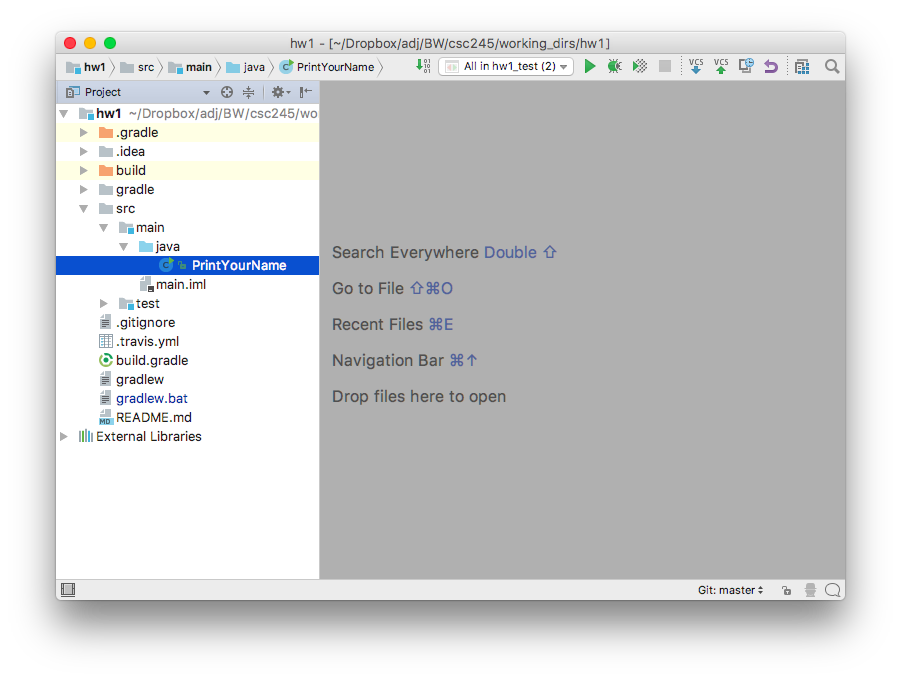 hw1 - [~/Dropbox/adj/BW/csc245/working_dirs/hw1]
hw1 src main java PrintYourName All in hw1_test (2) VCS VCS
Project
hw1 ~/Dropbox/adj/BW/csc245/wo
.gradle
.idea
build
gradle
src
main
java
PrintYourName
main.iml
test
.gitignore
.travis.yml
build.gradle
gradlew
gradlew.bat
README.md
External Libraries
Search Everywhere Double ⇧
Go to File ⇧⌘O
Recent Files ⌘E
Navigation Bar ⌘↑
Drop files here to open
Git: master